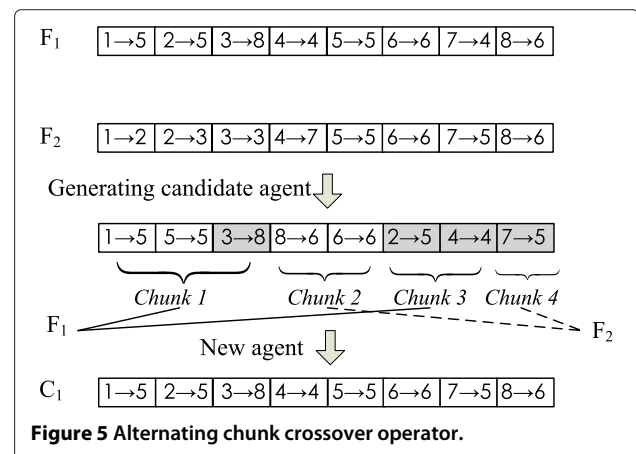 F₁ 1→5 2→5 3→8 4→4 5→5 6→6 7→4 8→6
F₂ 1→2 2→3 3→3 4→7 5→5 6→6 7→5 8→6
Generating candidate agent
1→5 5→5 3→8 8→6 6→6 2→5 4→4 7→5
Chunk 1 Chunk 2 Chunk 3 Chunk 4
F₁ F₂
New agent
C₁ 1→5 2→5 3→8 4→4 5→5 6→6 7→5 8→6
Figure 5 Alternating chunk crossover operator.